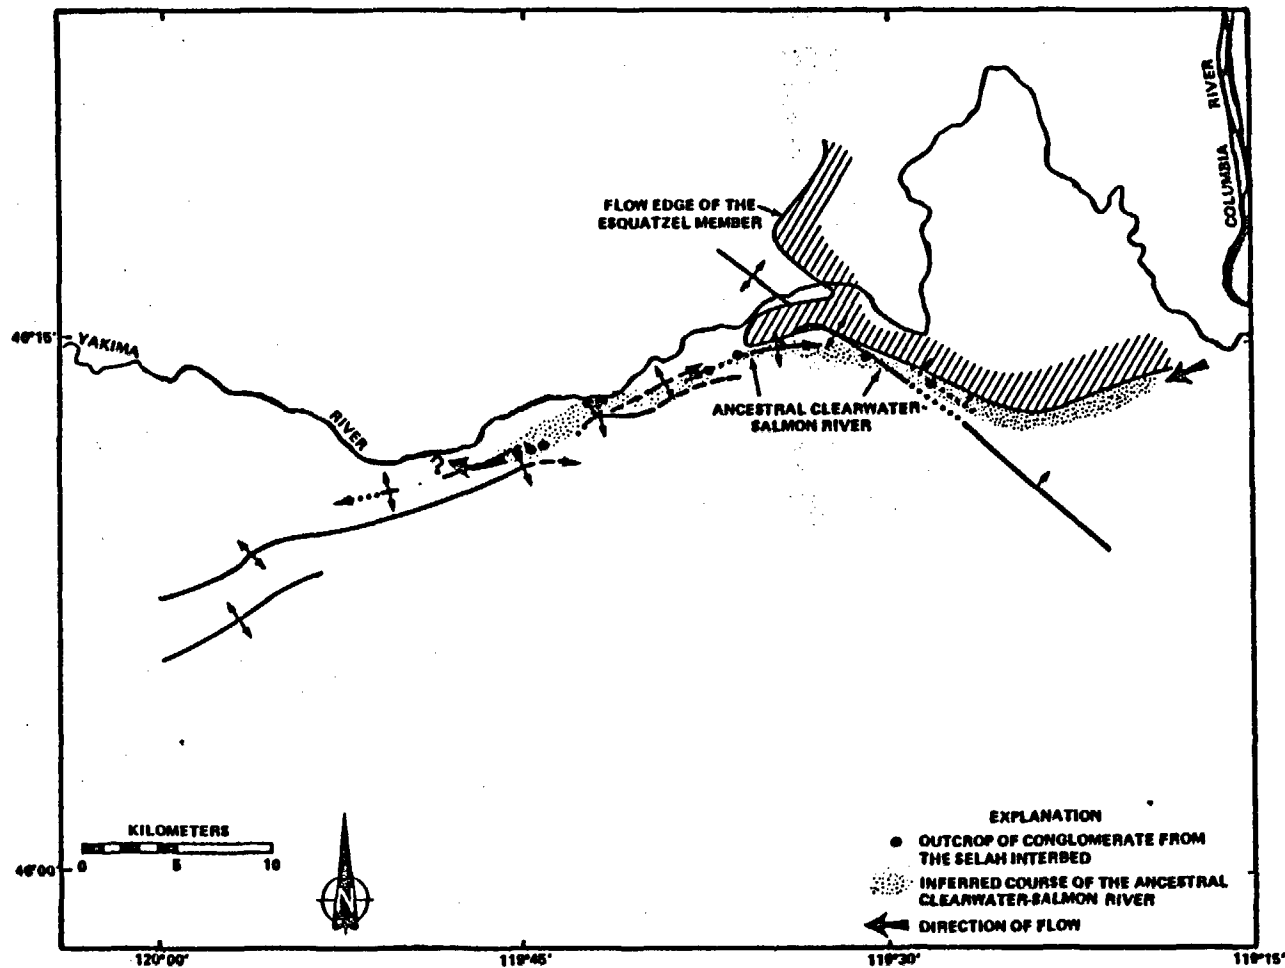 COLUMBIA RIVER
FLOW EDGE OF THE
ESQUATZEL MEMBER
46°15'
YAKIMA
RIVER
ANCESTRAL CLEARWATER-
SALMON RIVER
?
EXPLANATION
OUTCROP OF CONGLOMERATE FROM
THE SELAH INTERBED
INFERRED COURSE OF THE ANCESTRAL
CLEARWATER-SALMON RIVER
DIRECTION OF FLOW
KILOMETERS
0 5 10
46°00'
N
120°00' 119°45' 119°30' 119°15'